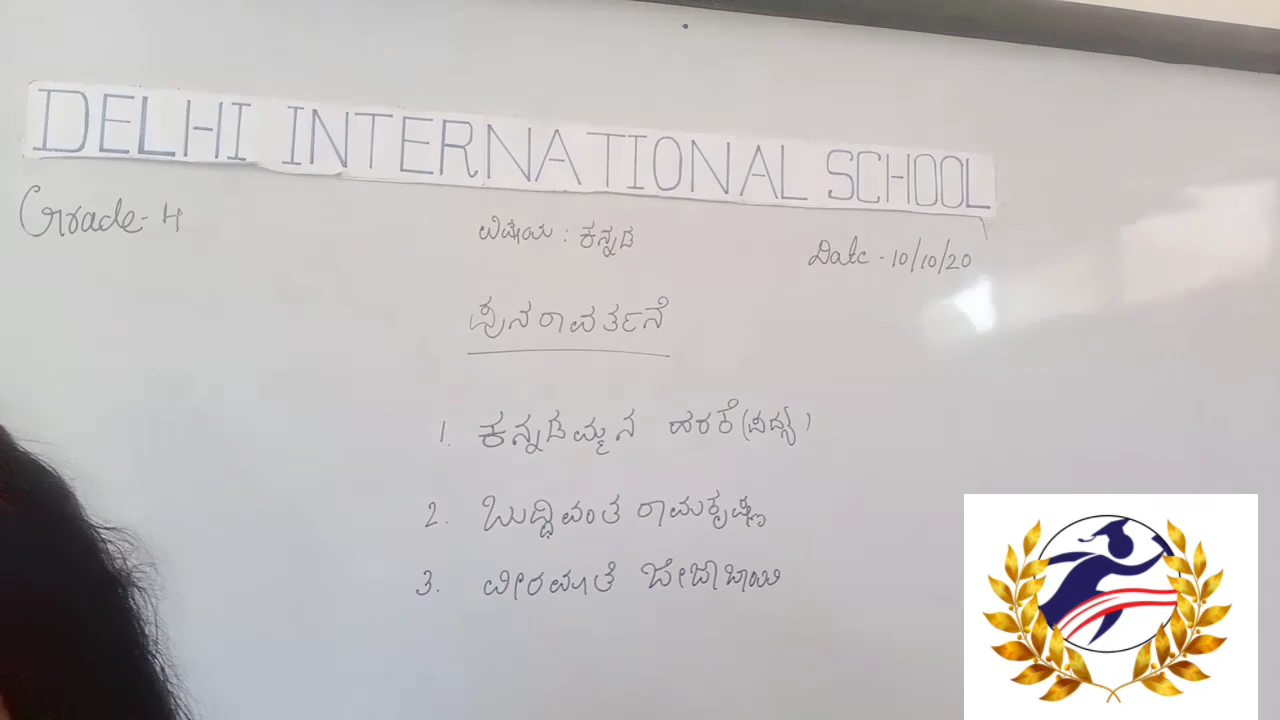 DELHI INTERNATIONAL SCHOOL
Grade-4
ವಿಷಯ : ಕನ್ನಡ
Date - 10/10/20
ಪುನರಾವರ್ತನೆ
1. ಕನ್ನಡಮ್ಮನ ಹರಕೆ (ಪದ್ಯ)
2. ಬುದ್ಧಿವಂತ ರಾಮಕೃಷ್ಣ
3. ವೀರಮಾತೆ ಜೀಜಾಬಾಯಿ